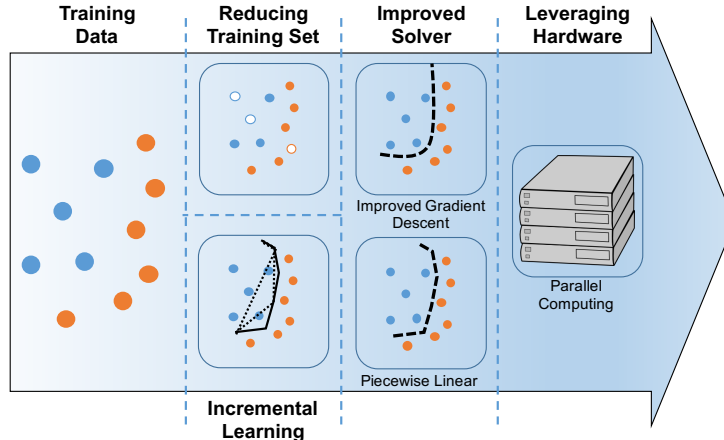 Training
Data
Reducing
Training Set
Improved
Solver
Leveraging
Hardware
Improved Gradient
Descent
Parallel
Computing
Piecewise Linear
Incremental
Learning